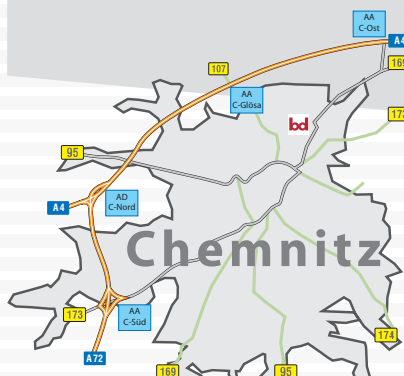 AA
C-Ost
A4
169
107
AA
C-Glösa
173
bd
95
AD
C-Nord
A4
Chemnitz
AA
C-Süd
173
174
A72
169
95